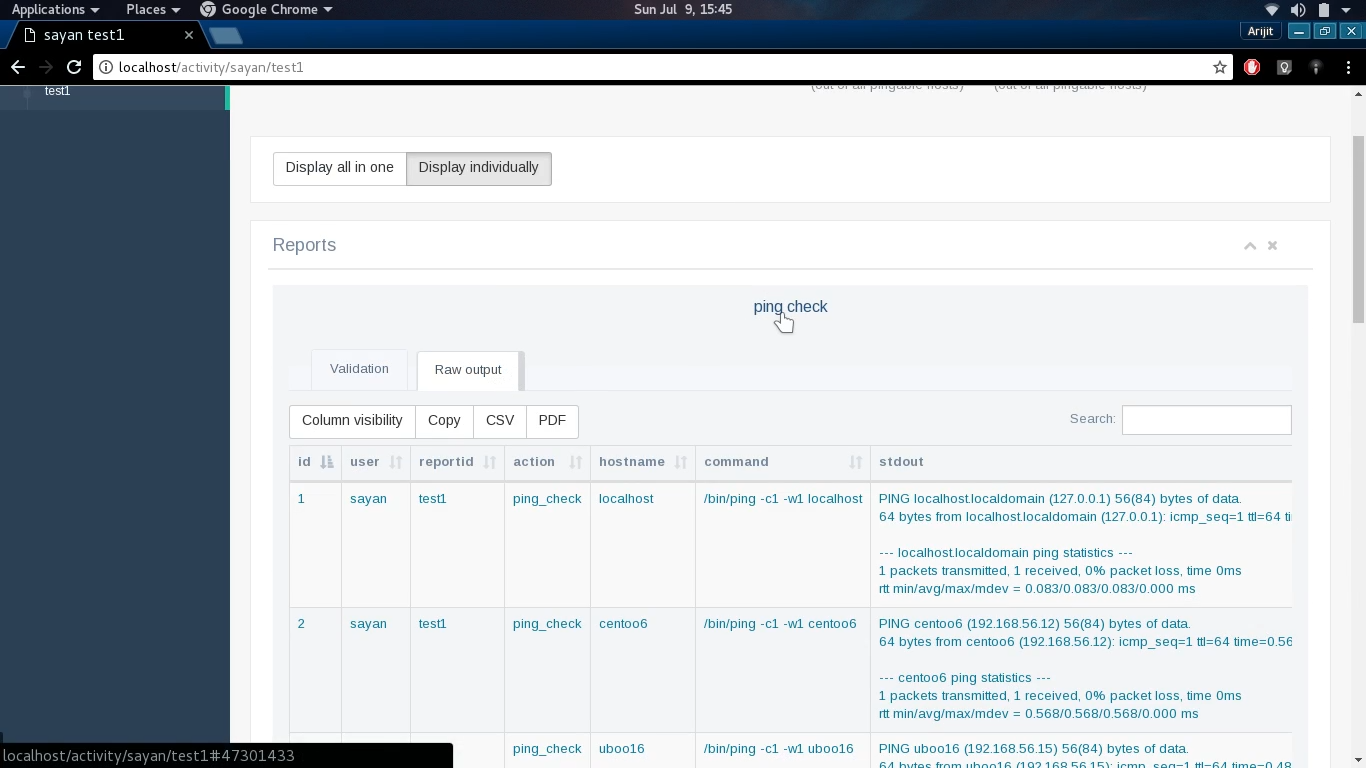 Applications Places Google Chrome Sun Jul 9, 15:45
sayan test1 Arijit
localhost/activity/sayan/test1
test1
(out of all pingable hosts) (out of all pingable hosts)
Display all in one Display individually
Reports
ping check
Validation Raw output
Column visibility Copy CSV PDF Search:
id user reportid action hostname command stdout
1 sayan test1 ping_check localhost /bin/ping -c1 -w1 localhost PING localhost.localdomain (127.0.0.1) 56(84) bytes of data.
64 bytes from localhost.localdomain (127.0.0.1): icmp_seq=1 ttl=64 ti
--- localhost.localdomain ping statistics ---
1 packets transmitted, 1 received, 0% packet loss, time 0ms
rtt min/avg/max/mdev = 0.083/0.083/0.083/0.000 ms
2 sayan test1 ping_check centoo6 /bin/ping -c1 -w1 centoo6 PING centoo6 (192.168.56.12) 56(84) bytes of data.
64 bytes from centoo6 (192.168.56.12): icmp_seq=1 ttl=64 time=0.56
--- centoo6 ping statistics ---
1 packets transmitted, 1 received, 0% packet loss, time 0ms
rtt min/avg/max/mdev = 0.568/0.568/0.568/0.000 ms
ping_check uboo16 /bin/ping -c1 -w1 uboo16 PING uboo16 (192.168.56.15) 56(84) bytes of data.
64 bytes from uboo16 (192.168.56.15): icmp_seq=1 ttl=64 time=0.48
localhost/activity/sayan/test1#47301433